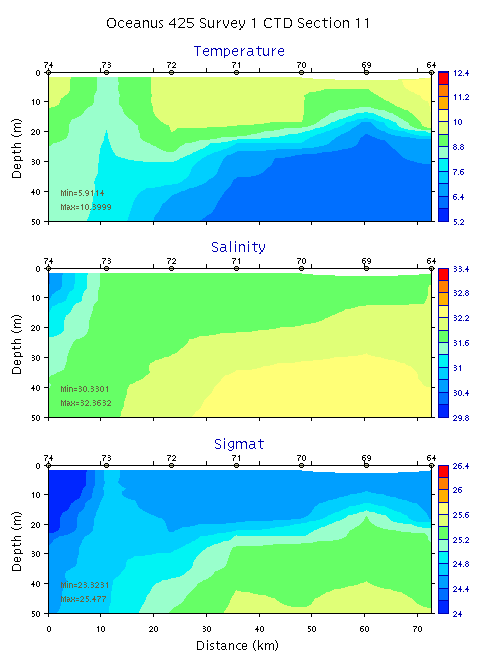 Oceanus 425 Survey 1 CTD Section 11
Temperature
74 73 72 71 70 69 64
0
10
20
30
40
50
Depth (m)
Min=5.9114
Max=10.3999
12.4
11.2
10
8.8
7.6
6.4
5.2
Salinity
74 73 72 71 70 69 64
0
10
20
30
40
50
Depth (m)
Min=30.3301
Max=32.3632
33.4
32.8
32.2
31.6
31
30.4
29.8
Sigmat
74 73 72 71 70 69 64
0
10
20
30
40
50
Depth (m)
Min=23.3231
Max=25.477
26.4
26
25.6
25.2
24.8
24.4
24
0 10 20 30 40 50 60 70
Distance (km)